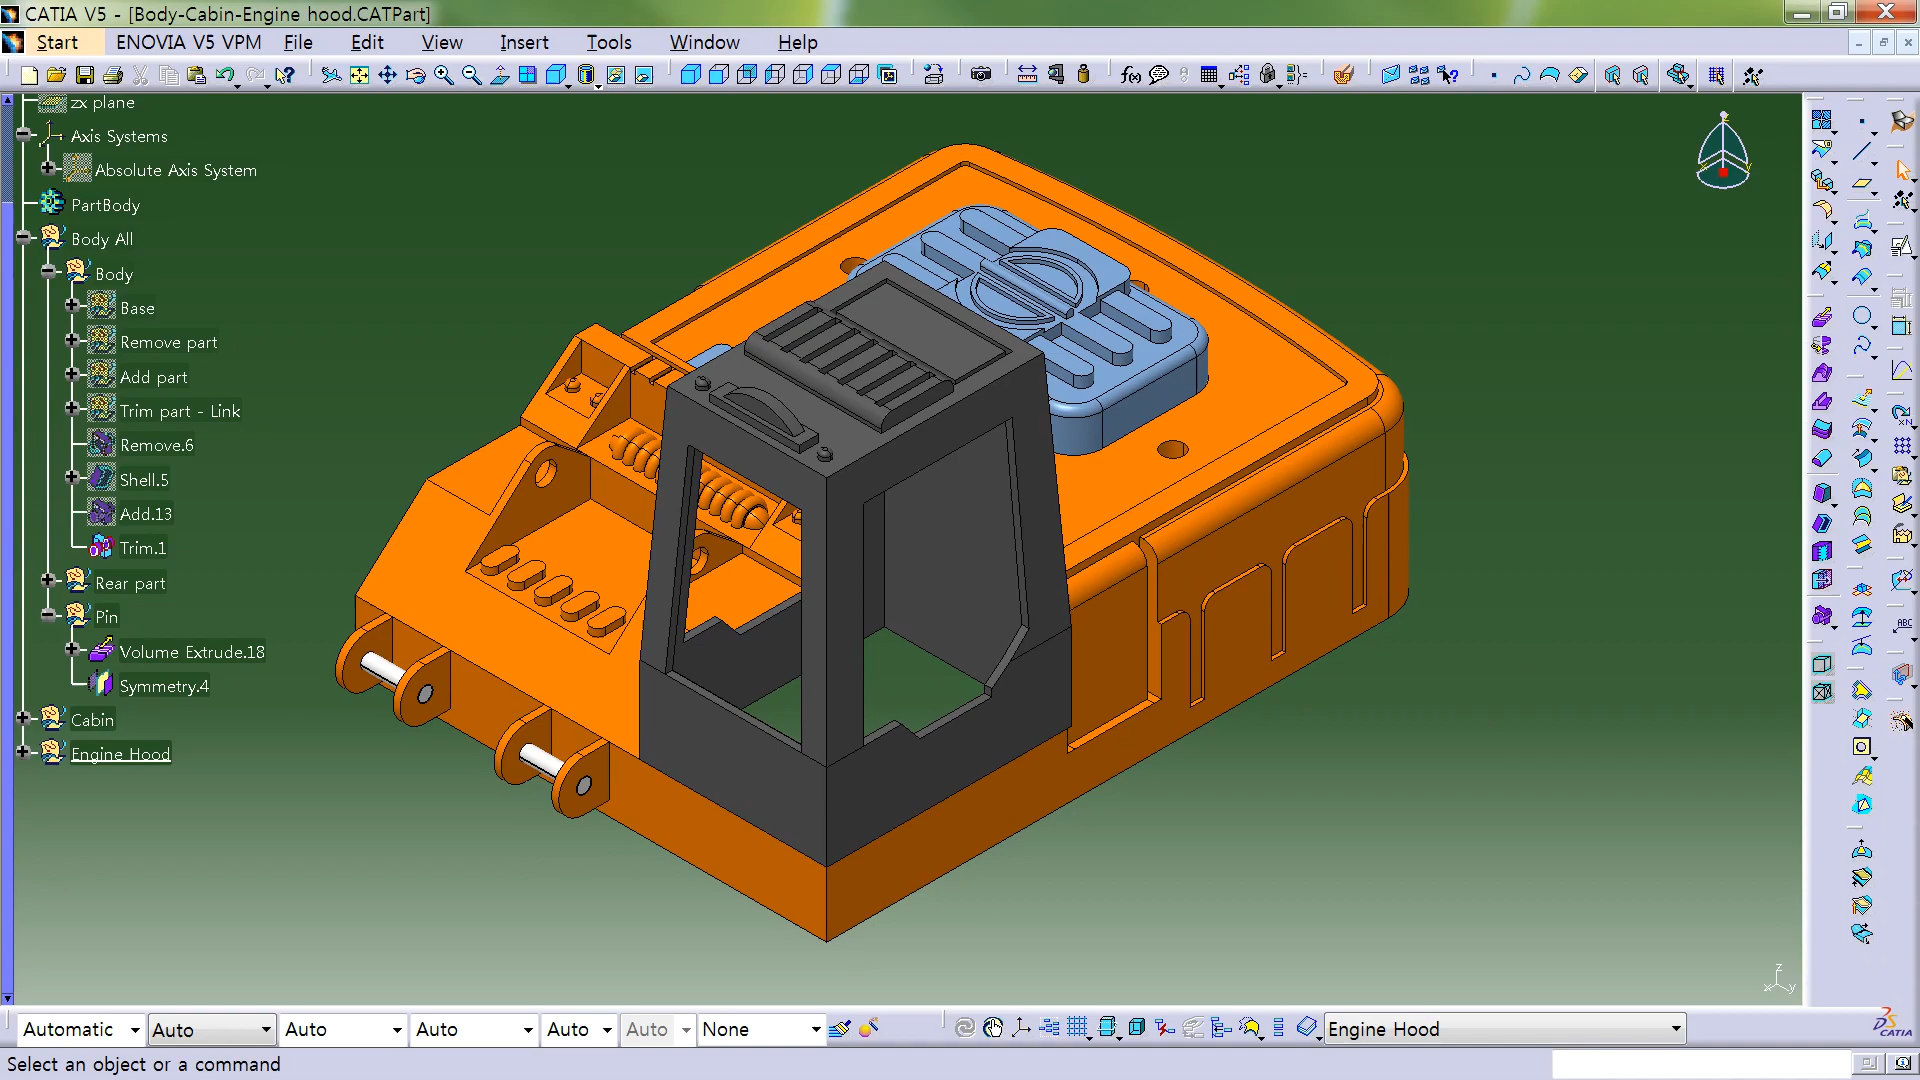 CATIA V5 - [Body-Cabin-Engine hood.CATPart]
Start ENOVIA V5 VPM File Edit View Insert Tools Window Help
zx plane
Axis Systems
Absolute Axis System
PartBody
Body All
Body
Base
Remove part
Add part
Trim part - Link
Remove.6
Shell.5
Add.13
Trim.1
Rear part
Pin
Volume Extrude.18
Symmetry.4
Cabin
Engine Hood
z
x y
Automatic Auto Auto Auto Auto Auto None Engine Hood
CATIA
Select an object or a command